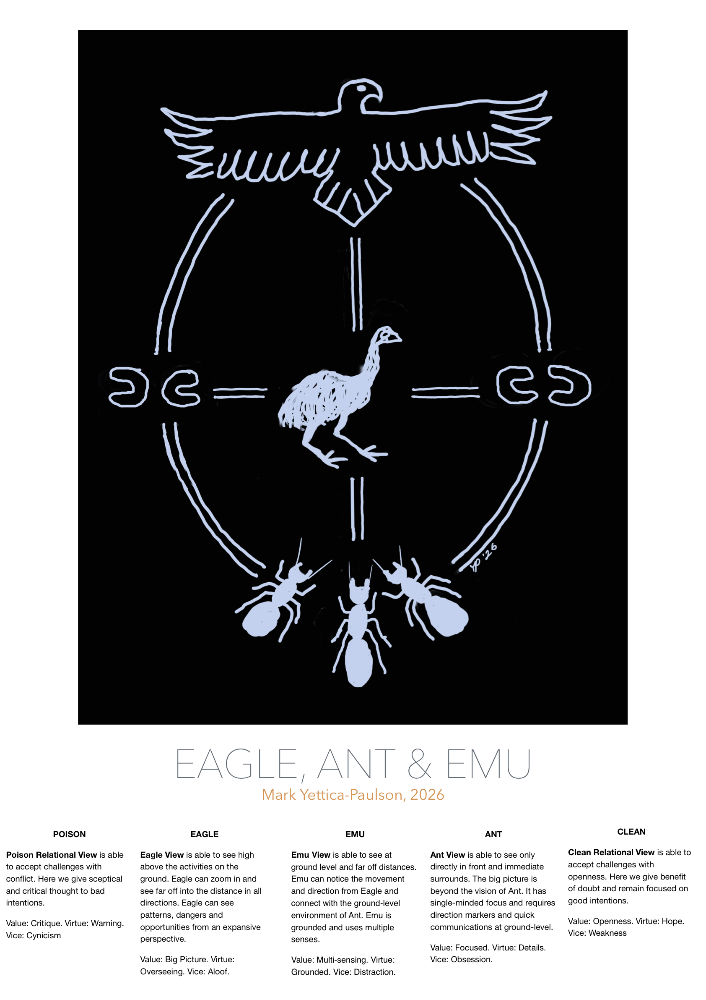 YP '26
EAGLE, ANT & EMU
Mark Yettica-Paulson, 2026
POISON
Poison Relational View is able
to accept challenges with
conflict. Here we give sceptical
and critical thought to bad
intentions.
Value: Critique. Virtue: Warning.
Vice: Cynicism
EAGLE
Eagle View is able to see high
above the activities on the
ground. Eagle can zoom in and
see far off into the distance in all
directions. Eagle can see
patterns, dangers and
opportunities from an expansive
perspective.
Value: Big Picture. Virtue:
Overseeing. Vice: Aloof.
EMU
Emu View is able to see at
ground level and far off distances.
Emu can notice the movement
and direction from Eagle and
connect with the ground-level
environment of Ant. Emu is
grounded and uses multiple
senses.
Value: Multi-sensing. Virtue:
Grounded. Vice: Distraction.
ANT
Ant View is able to see only
directly in front and immediate
surrounds. The big picture is
beyond the vision of Ant. It has
single-minded focus and requires
direction markers and quick
communications at ground-level.
Value: Focused. Virtue: Details.
Vice: Obsession.
CLEAN
Clean Relational View is able to
accept challenges with
openness. Here we give benefit
of doubt and remain focused on
good intentions.
Value: Openness. Virtue: Hope.
Vice: Weakness